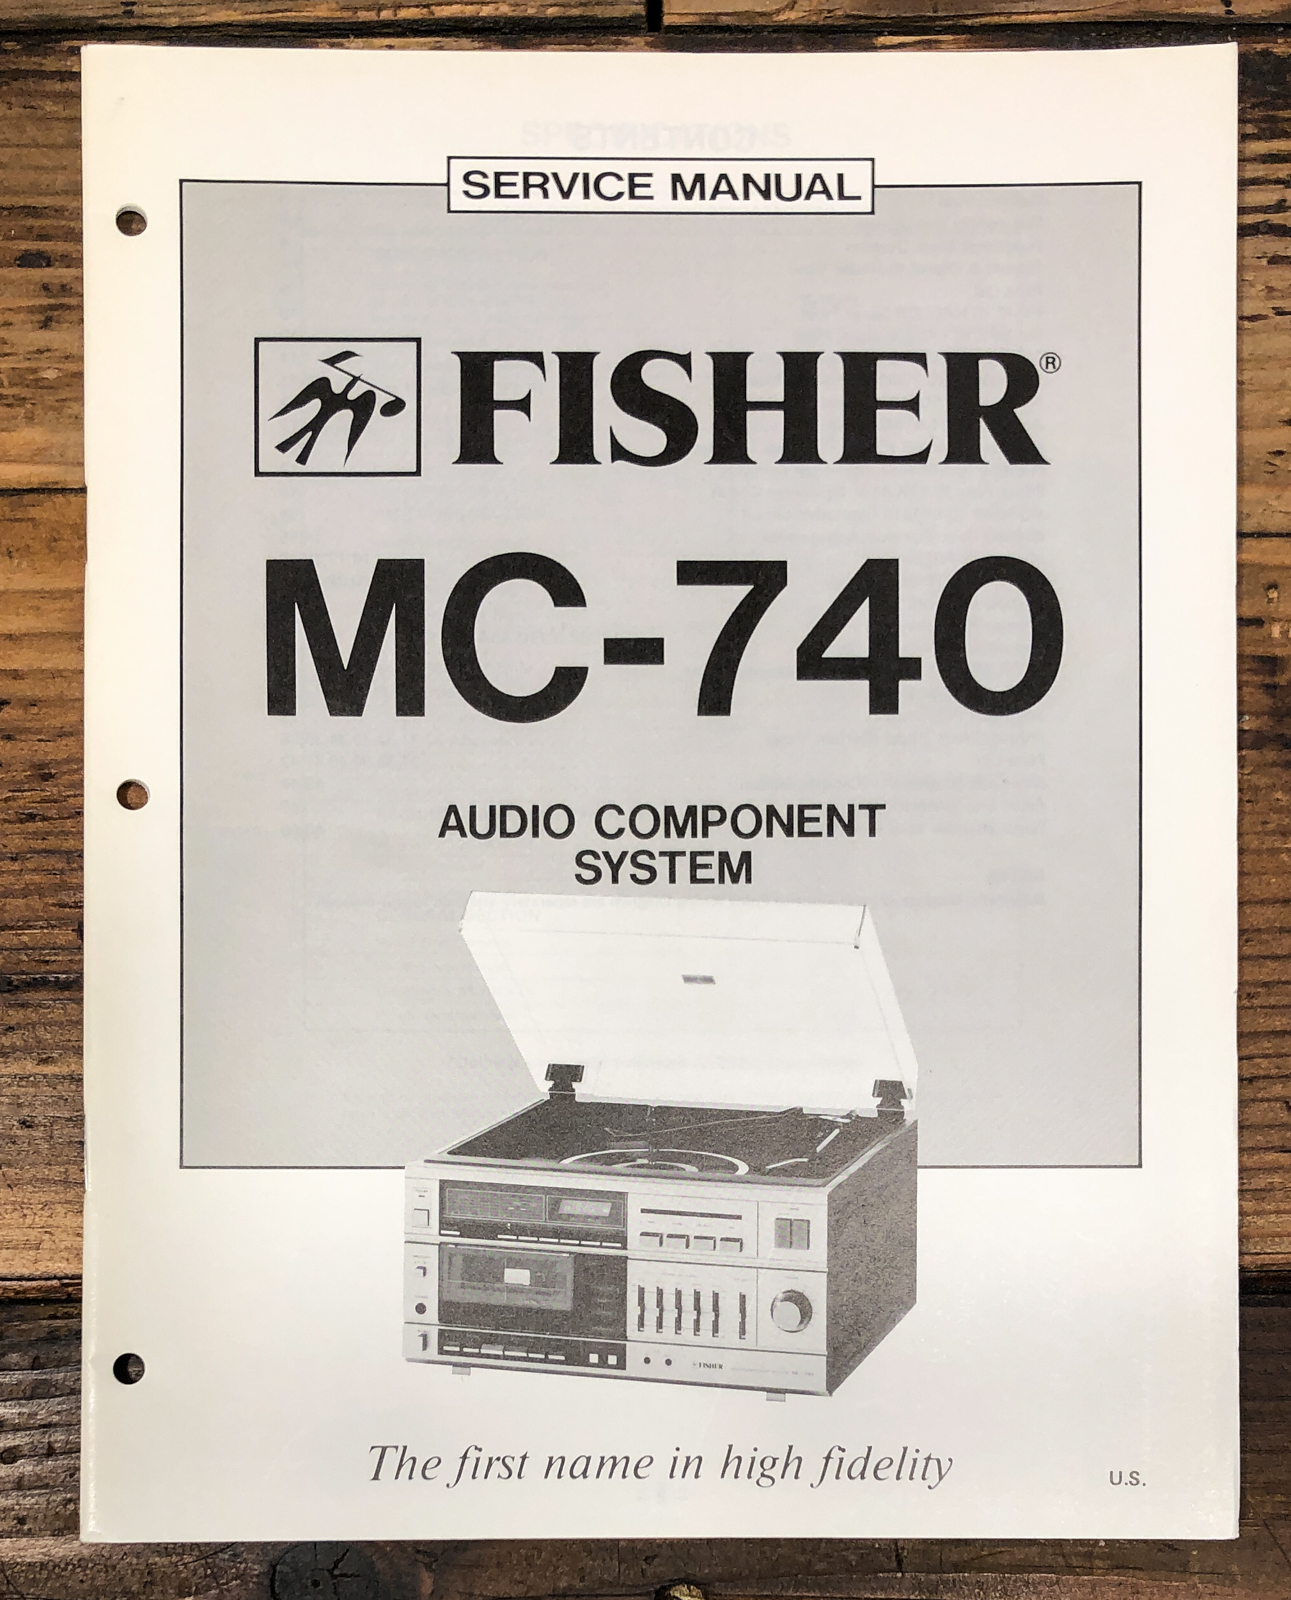 SERVICE MANUAL
FISHER®
MC-740
AUDIO COMPONENT
SYSTEM
FISHER
The first name in high fidelity
U.S.